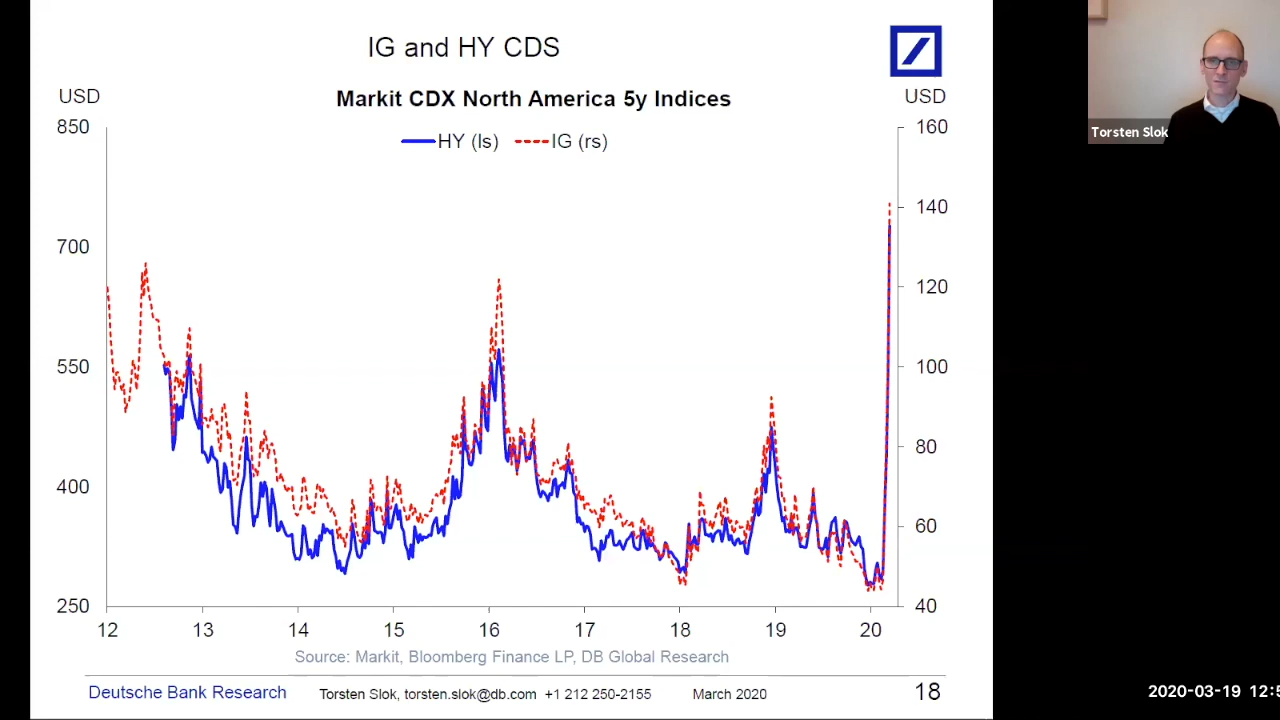 IG and HY CDS
USD
Markit CDX North America 5y Indices
USD
850
160
HY (ls)
IG (rs)
Torsten Slok
140
700
120
550
100
80
400
60
250
40
12 13 14 15 16 17 18 19 20
Source: Markit, Bloomberg Finance LP, DB Global Research
Deutsche Bank Research
Torsten Slok, torsten.slok@db.com +1 212 250-2155
March 2020
18
2020-03-19 12:5